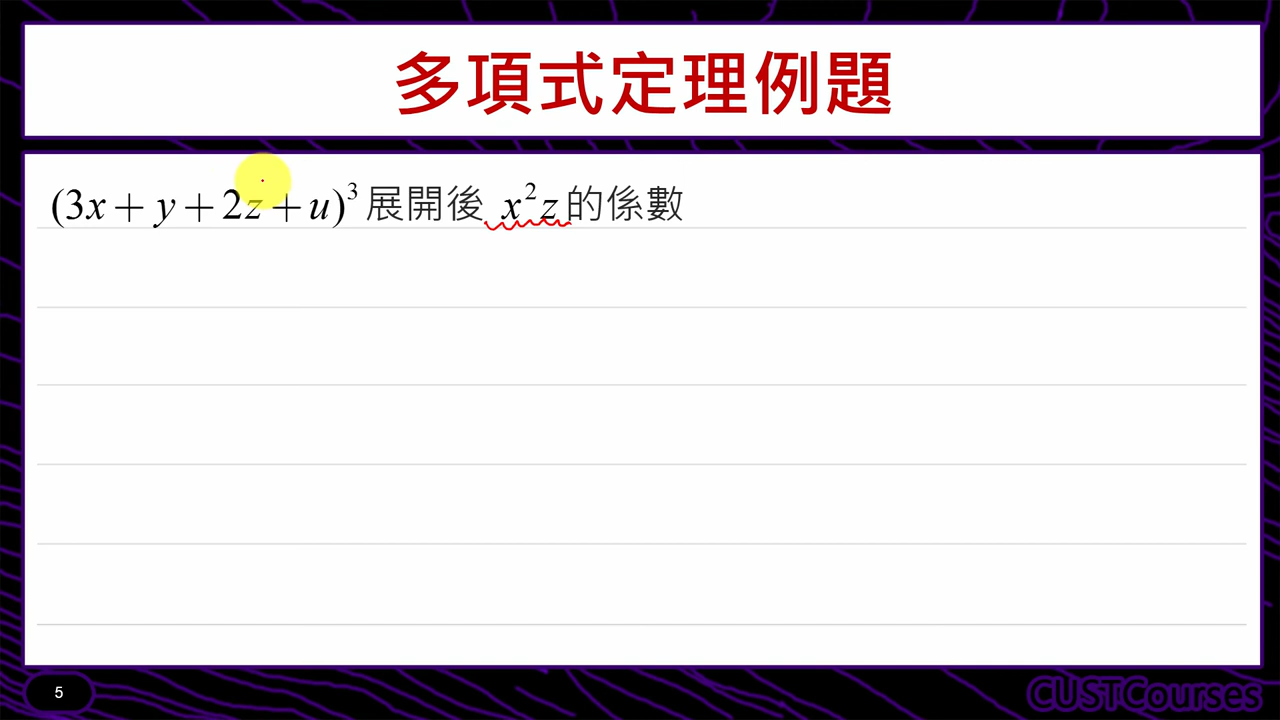 多項式定理例題
(3x + y + 2z + u)³ 展開後 x²z 的係數
5
CUSTCourses